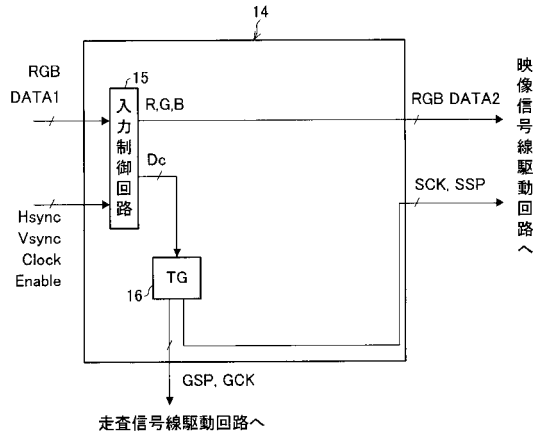 14
RGB
DATA1
15
入力制御回路
R,G,B
RGB DATA2
映像信号線駆動回路へ
Dc
SCK, SSP
Hsync
Vsync
Clock
Enable
TG
16
GSP, GCK
走査信号線駆動回路へ